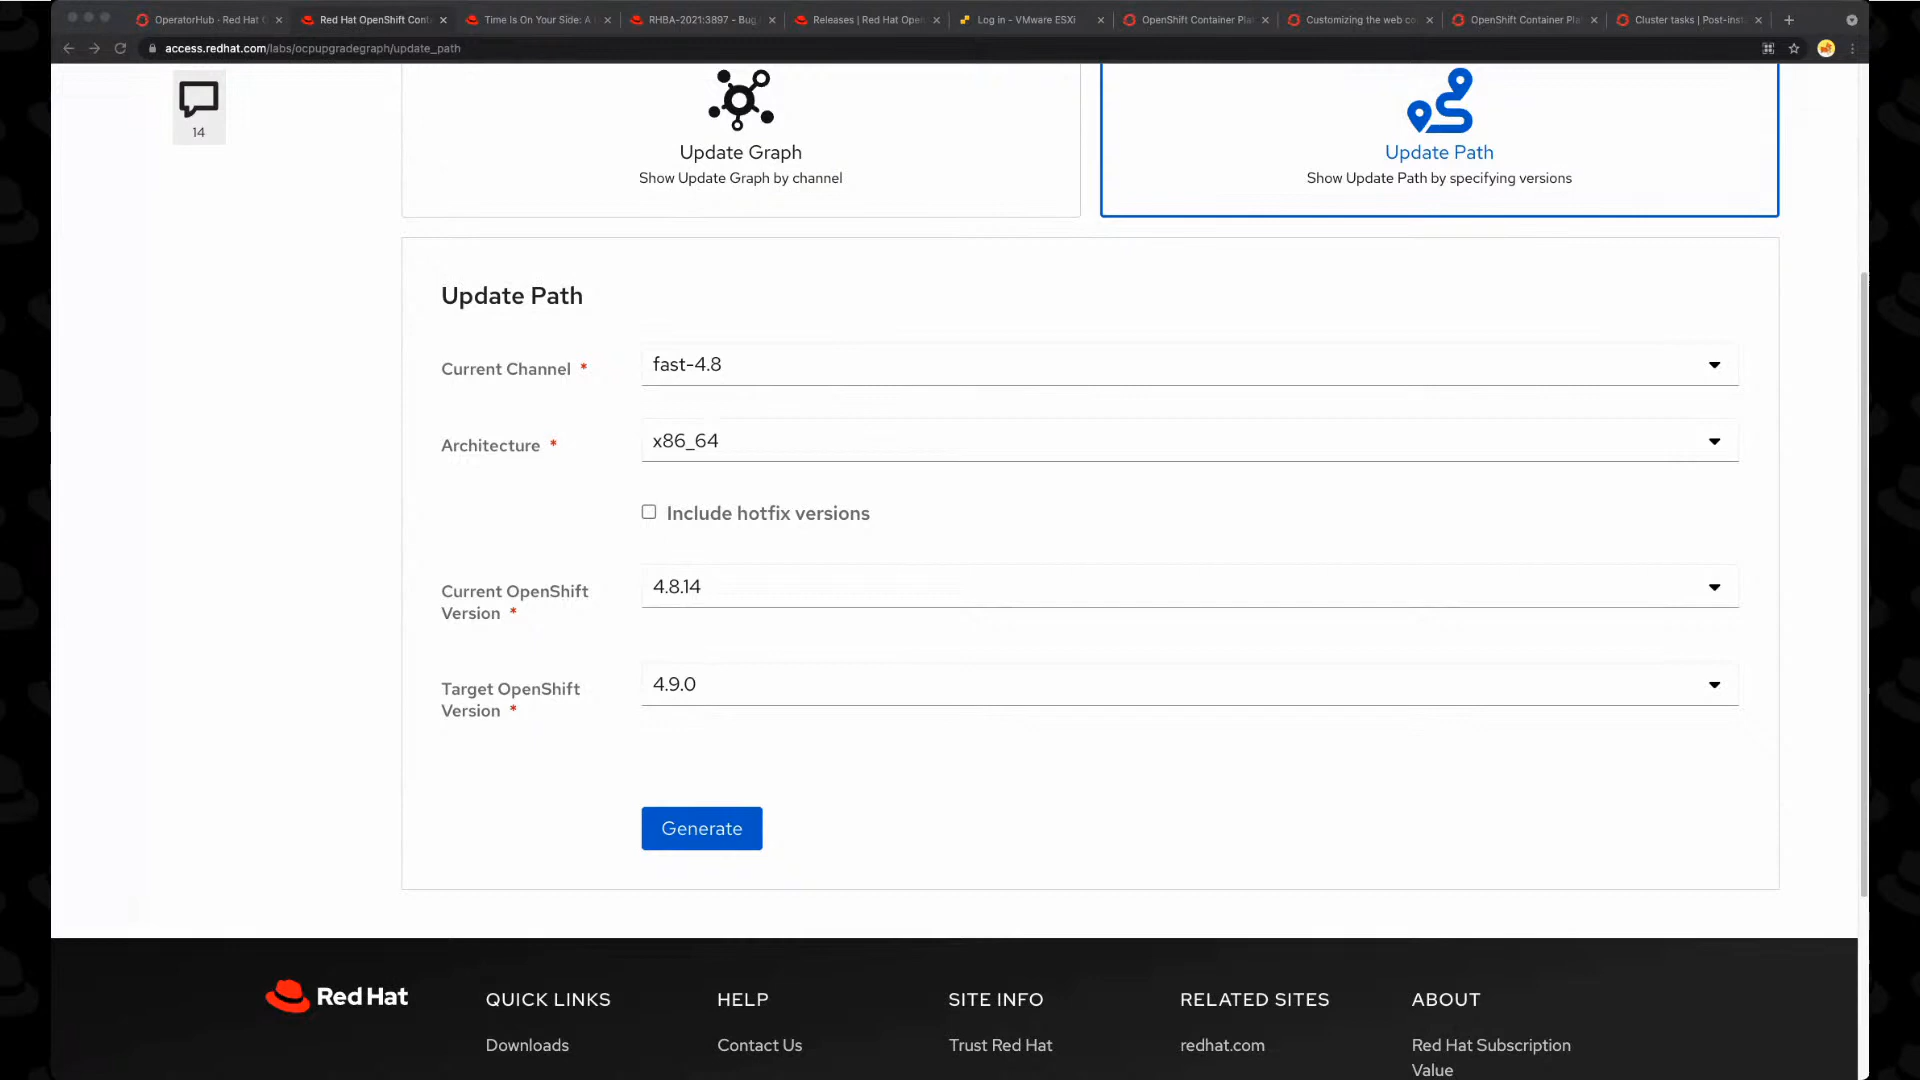 OperatorHub - Red Hat
Red Hat OpenShift Cont
Time Is On Your Side: A
RHBA-2021:3897 - Bug
Releases | Red Hat Open
Log in - VMware ESXi
OpenShift Container Pla
Customizing the web co
OpenShift Container Pla
Cluster tasks | Post-inst
access.redhat.com/labs/ocpupgradegraph/update_path
14
Update Graph
Show Update Graph by channel
Update Path
Show Update Path by specifying versions
Update Path
Current Channel *
fast-4.8
Architecture *
x86_64
Include hotfix versions
Current OpenShift
Version *
4.8.14
Target OpenShift
Version *
4.9.0
Generate
Red Hat
QUICK LINKS
HELP
SITE INFO
RELATED SITES
ABOUT
Downloads
Contact Us
Trust Red Hat
redhat.com
Red Hat Subscription
Value